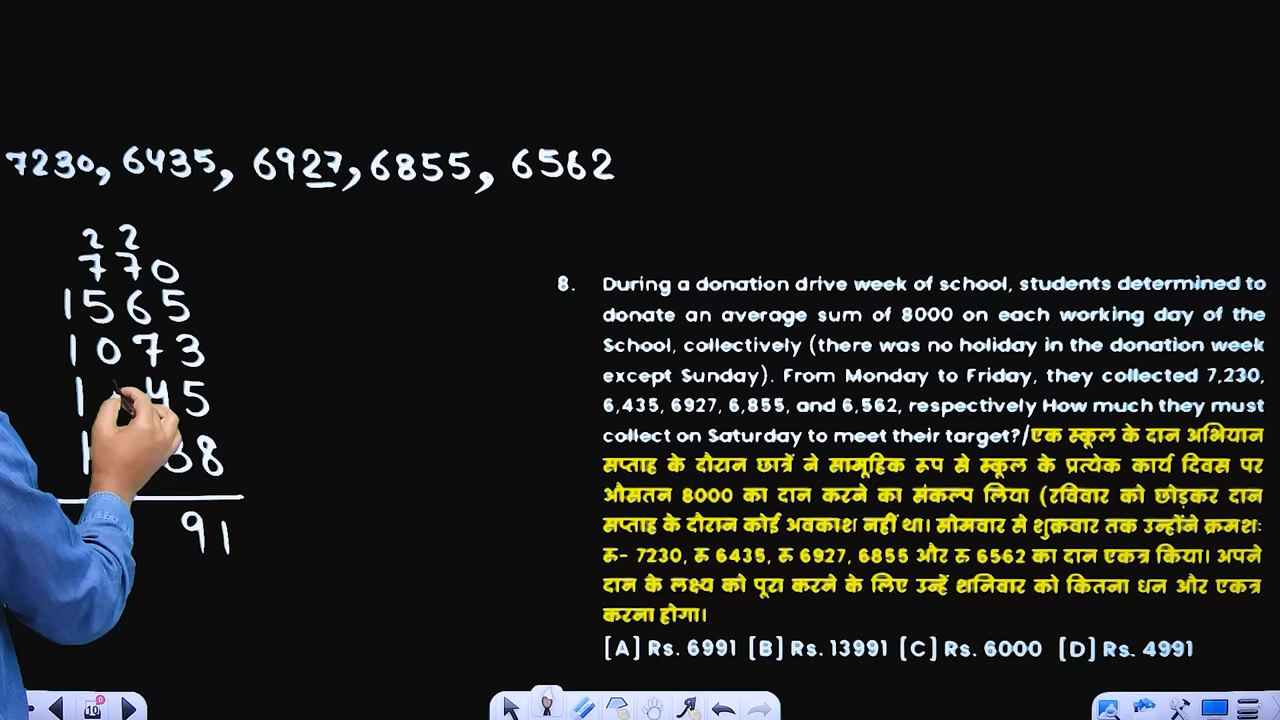 7230, 6435, 6927, 6855, 6562
2 2
770
1565
1073
1 45
1 38
91
8. During a donation drive week of school, students determined to
donate an average sum of 8000 on each working day of the
School, collectively (there was no holiday in the donation week
except Sunday). From Monday to Friday, they collected 7,230,
6,435, 6927, 6,855, and 6,562, respectively How much they must
collect on Saturday to meet their target?/एक स्कूल के दान अभियान
सप्ताह के दौरान छात्रें ने सामूहिक रूप से स्कूल के प्रत्येक कार्य दिवस पर
औसतन 8000 का दान करने का संकल्प लिया (रविवार को छोड़कर दान
सप्ताह के दौरान कोई अवकाश नहीं था। सोमवार से शुक्रवार तक उन्होंने क्रमशः
रु- 7230, रु 6435, रु 6927, 6855 और रु 6562 का दान एकत्र किया। अपने
दान के लक्ष्य को पूरा करने के लिए उन्हें शनिवार को कितना धन और एकत्र
करना होगा।
[A] Rs. 6991 [B] Rs. 13991 [C] Rs. 6000 [D] Rs. 4991
10